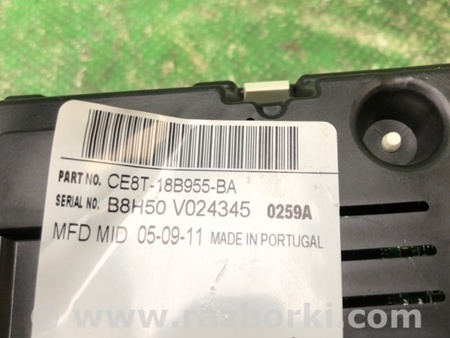 PART NO. CE8T-18B955-BA
SERIAL NO. B8H50 V024345 0259A
MFD MID 05-09-11 MADE IN PORTUGAL
© www.razborki.com